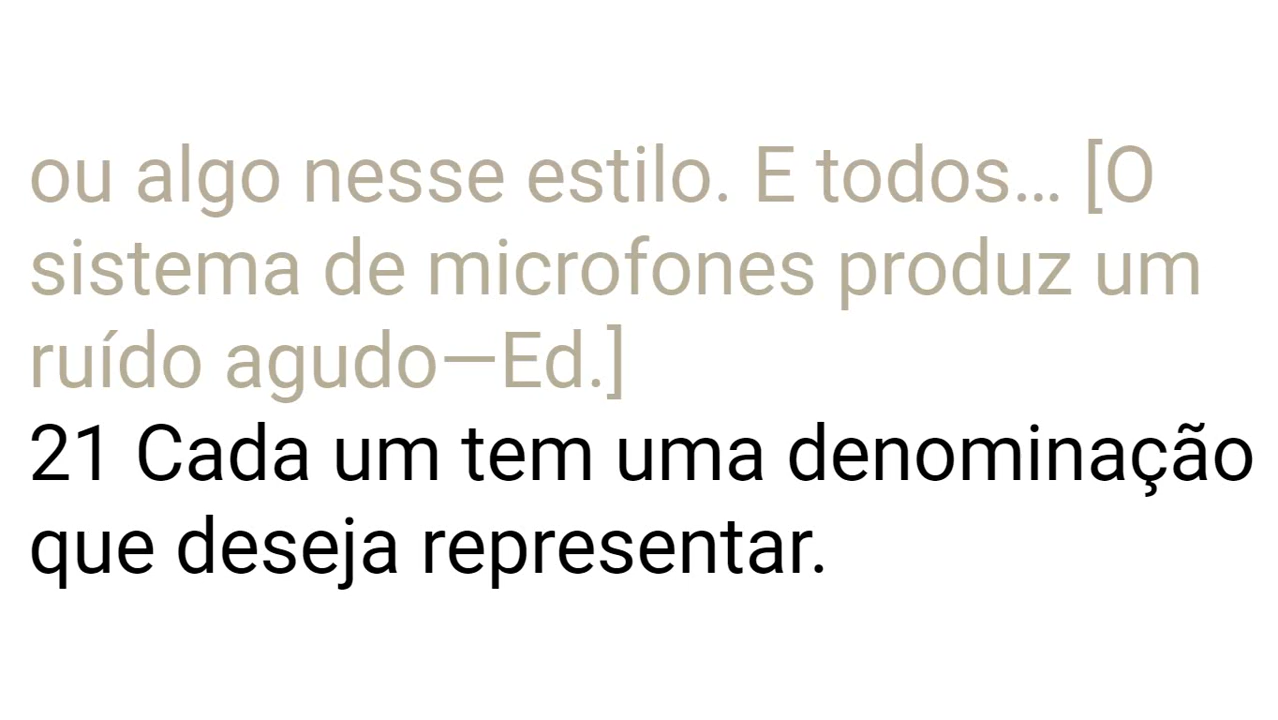 ou algo nesse estilo. E todos... [O
sistema de microfones produz um
ruído agudo—Ed.]
21 Cada um tem uma denominação
que deseja representar.